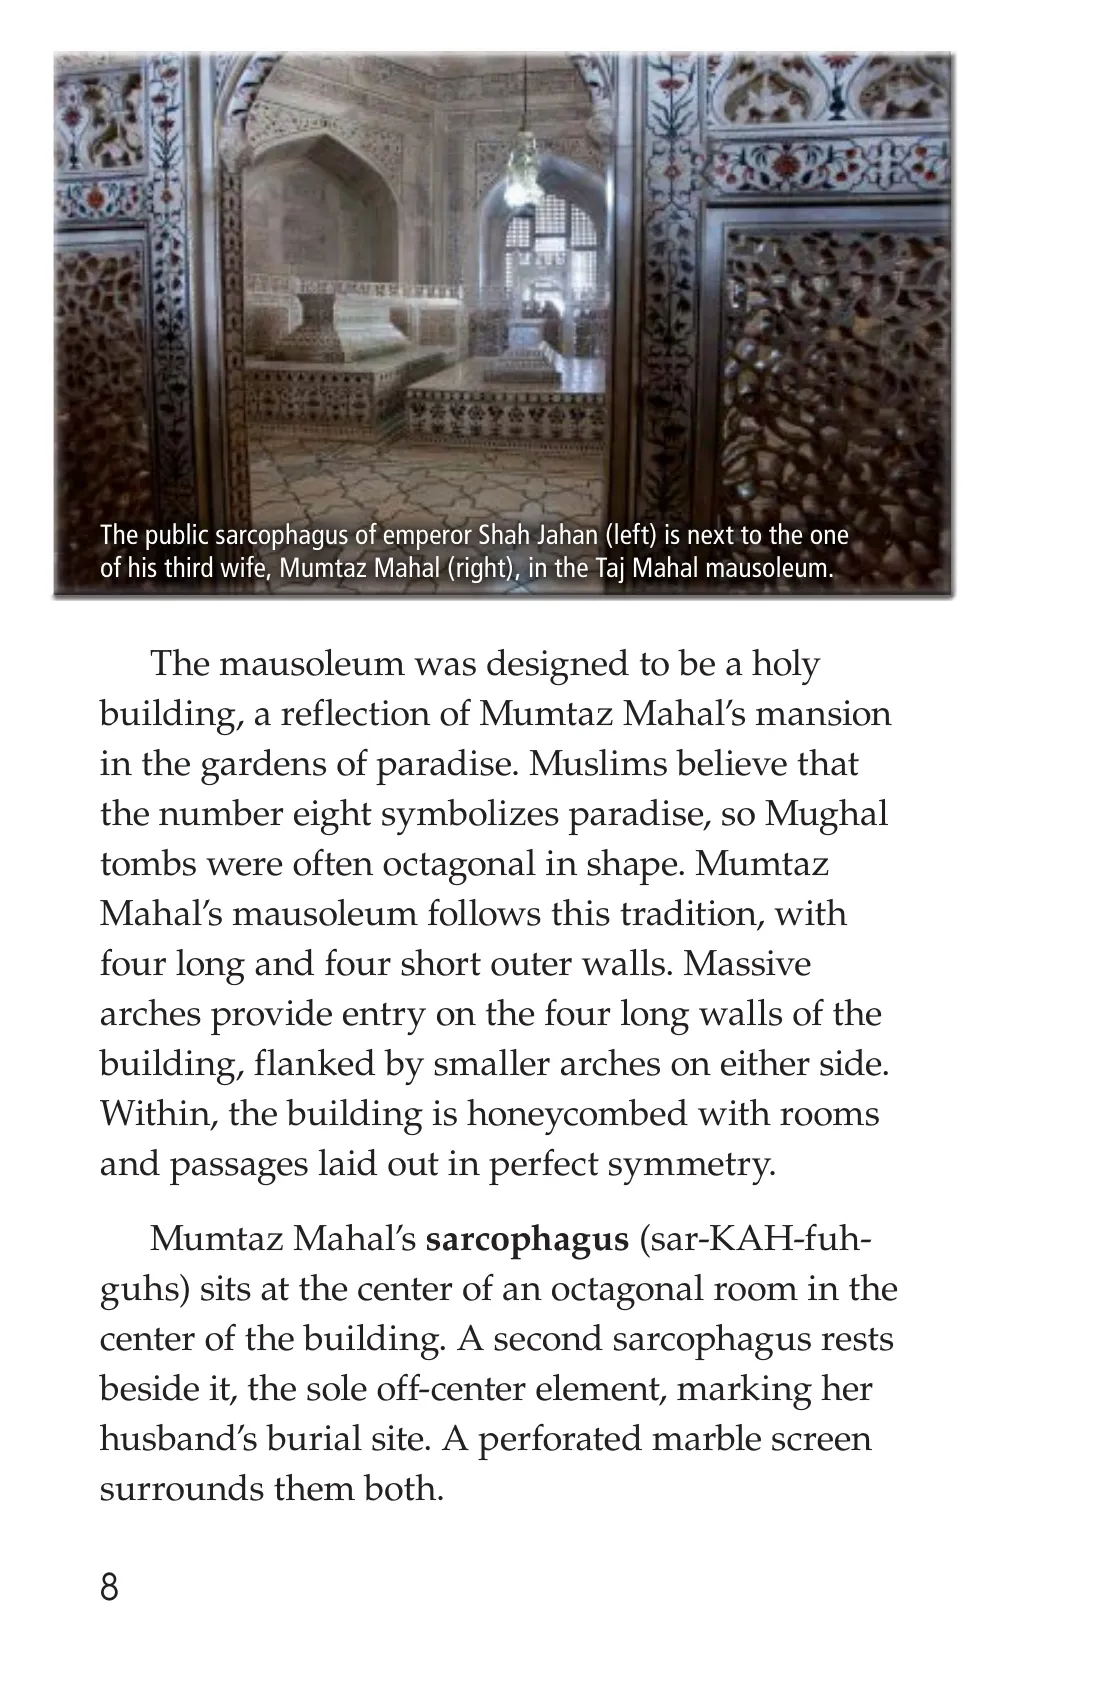 The public sarcophagus of emperor Shah Jahan (left) is next to the one
of his third wife, Mumtaz Mahal (right), in the Taj Mahal mausoleum.
The mausoleum was designed to be a holy
building, a reflection of Mumtaz Mahal’s mansion
in the gardens of paradise. Muslims believe that
the number eight symbolizes paradise, so Mughal
tombs were often octagonal in shape. Mumtaz
Mahal’s mausoleum follows this tradition, with
four long and four short outer walls. Massive
arches provide entry on the four long walls of the
building, flanked by smaller arches on either side.
Within, the building is honeycombed with rooms
and passages laid out in perfect symmetry.
Mumtaz Mahal’s sarcophagus (sar-KAH-fuh-
guhs) sits at the center of an octagonal room in the
center of the building. A second sarcophagus rests
beside it, the sole off-center element, marking her
husband’s burial site. A perforated marble screen
surrounds them both.
8